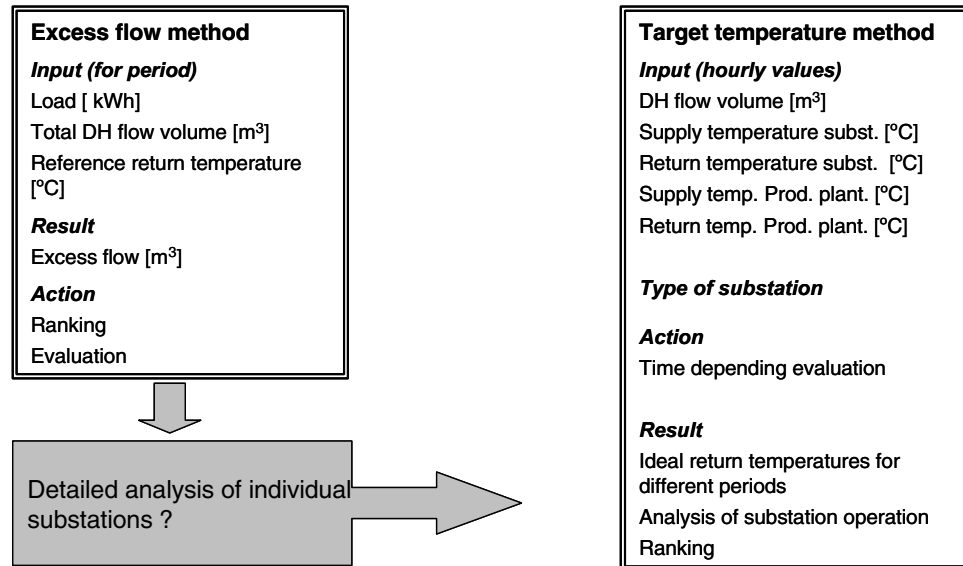 Excess flow method
Input (for period)
Load [ kWh]
Total DH flow volume [m³]
Reference return temperature
[ºC]
Result
Excess flow [m³]
Action
Ranking
Evaluation
Detailed analysis of individual
substations ?
Target temperature method
Input (hourly values)
DH flow volume [m³]
Supply temperature subst. [ºC]
Return temperature subst. [ºC]
Supply temp. Prod. plant. [ºC]
Return temp. Prod. plant. [ºC]
Type of substation
Action
Time depending evaluation
Result
Ideal return temperatures for
different periods
Analysis of substation operation
Ranking